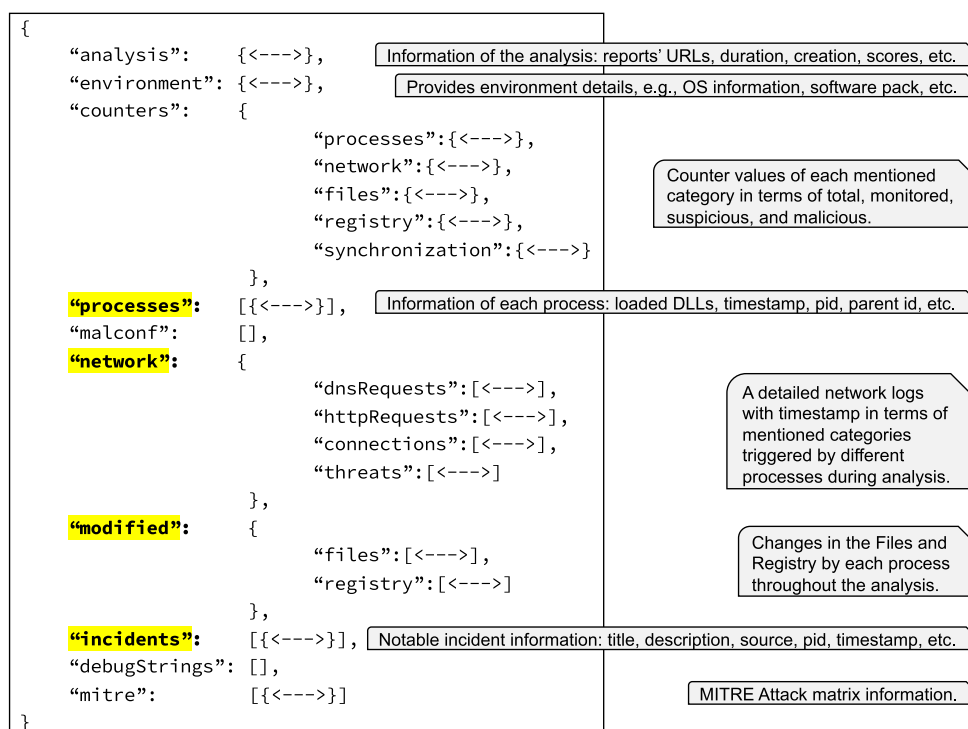 {
“analysis”: {<--->}, Information of the analysis: reports’ URLs, duration, creation, scores, etc.
“environment”: {<--->}, Provides environment details, e.g., OS information, software pack, etc.
“counters”: {
“processes”:{<--->},
“network”:{<--->},
“files”:{<--->},
“registry”:{<--->},
“synchronization”:{<--->}
},
Counter values of each mentioned
category in terms of total, monitored,
suspicious, and malicious.
“processes”: [{<--->}], Information of each process: loaded DLLs, timestamp, pid, parent id, etc.
“malconf”: [],
“network”: {
“dnsRequests”:[<--->],
“httpRequests”:[<--->],
“connections”:[<--->],
“threats”:[<--->]
},
A detailed network logs
with timestamp in terms of
mentioned categories
triggered by different
processes during analysis.
“modified”: {
“files”:[<--->],
“registry”:[<--->]
},
Changes in the Files and
Registry by each process
throughout the analysis.
“incidents”: [{<--->}], Notable incident information: title, description, source, pid, timestamp, etc.
“debugStrings”: [],
“mitre”: [{<--->}] MITRE Attack matrix information.
}